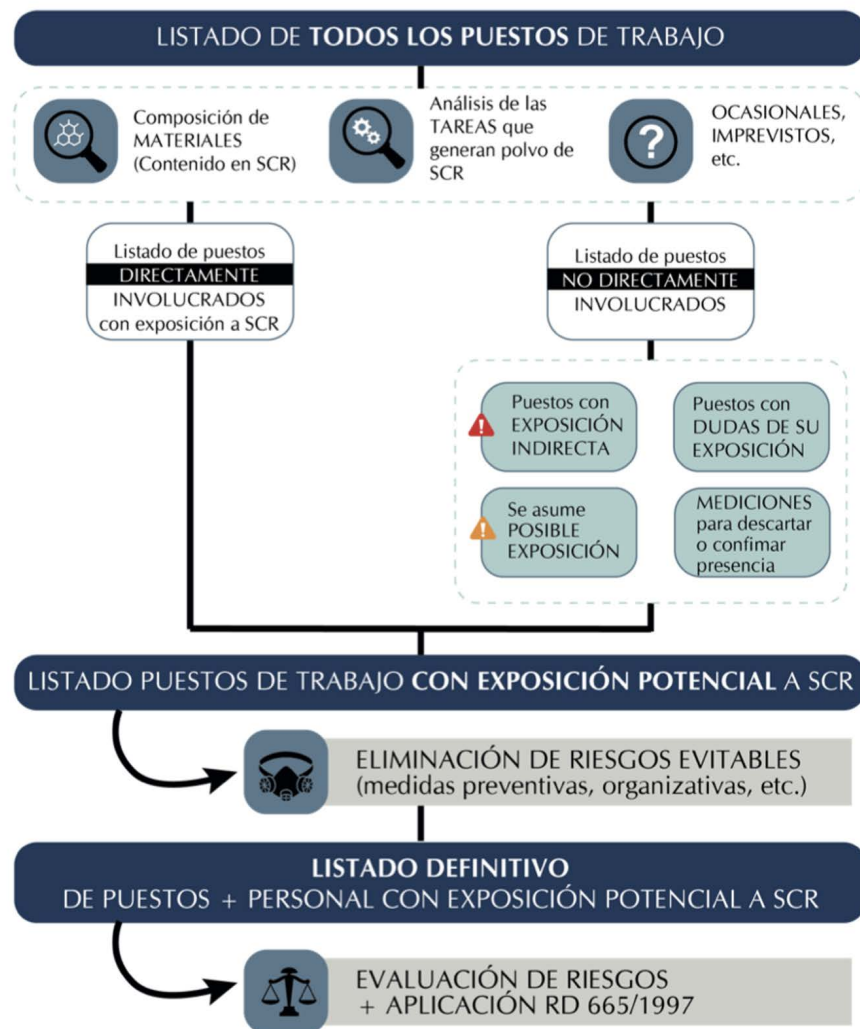 LISTADO DE TODOS LOS PUESTOS DE TRABAJO
Composición de
MATERIALES
(Contenido en SCR)
Análisis de las
TAREAS que
generan polvo de
SCR
?
OCASIONALES,
IMPREVISTOS,
etc.
Listado de puestos
DIRECTAMENTE
INVOLUCRADOS
con exposición a SCR
Listado de puestos
NO DIRECTAMENTE
INVOLUCRADOS
Puestos con
EXPOSICIÓN
INDIRECTA
Puestos con
DUDAS DE SU
EXPOSICIÓN
Se asume
POSIBLE
EXPOSICIÓN
MEDICIONES
para descartar
o confimar
presencia
LISTADO PUESTOS DE TRABAJO CON EXPOSICIÓN POTENCIAL A SCR
ELIMINACIÓN DE RIESGOS EVITABLES
(medidas preventivas, organizativas, etc.)
LISTADO DEFINITIVO
DE PUESTOS + PERSONAL CON EXPOSICIÓN POTENCIAL A SCR
EVALUACIÓN DE RIESGOS
+ APLICACIÓN RD 665/1997